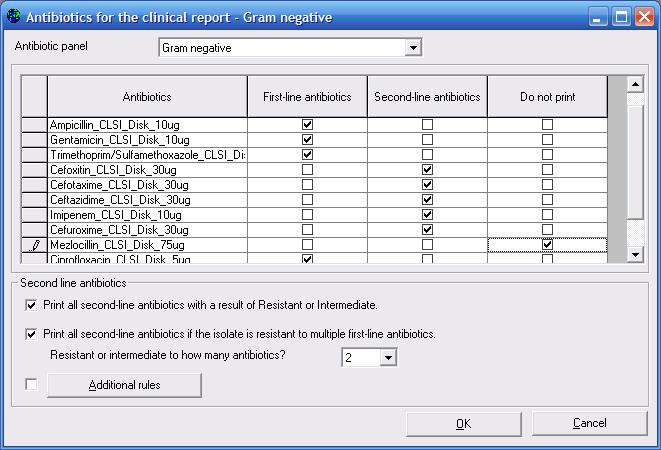 Antibiotics for the clinical report - Gram negative
Antibiotic panel Gram negative
Antibiotics First-line antibiotics Second-line antibiotics Do not print
Ampicillin_CLSI_Disk_10ug
Gentamicin_CLSI_Disk_10ug
Trimethoprim/Sulfamethoxazole_CLSI_Di:
Cefoxitin_CLSI_Disk_30ug
Cefotaxime_CLSI_Disk_30ug
Ceftazidime_CLSI_Disk_30ug
Imipenem_CLSI_Disk_10ug
Cefuroxime_CLSI_Disk_30ug
Mezlocillin_CLSI_Disk_75ug
Ciprofloxacin_CLSI_Disk_5ug
Second line antibiotics
Print all second-line antibiotics with a result of Resistant or Intermediate.
Print all second-line antibiotics if the isolate is resistant to multiple first-line antibiotics.
Resistant or intermediate to how many antibiotics? 2
Additional rules
OK Cancel